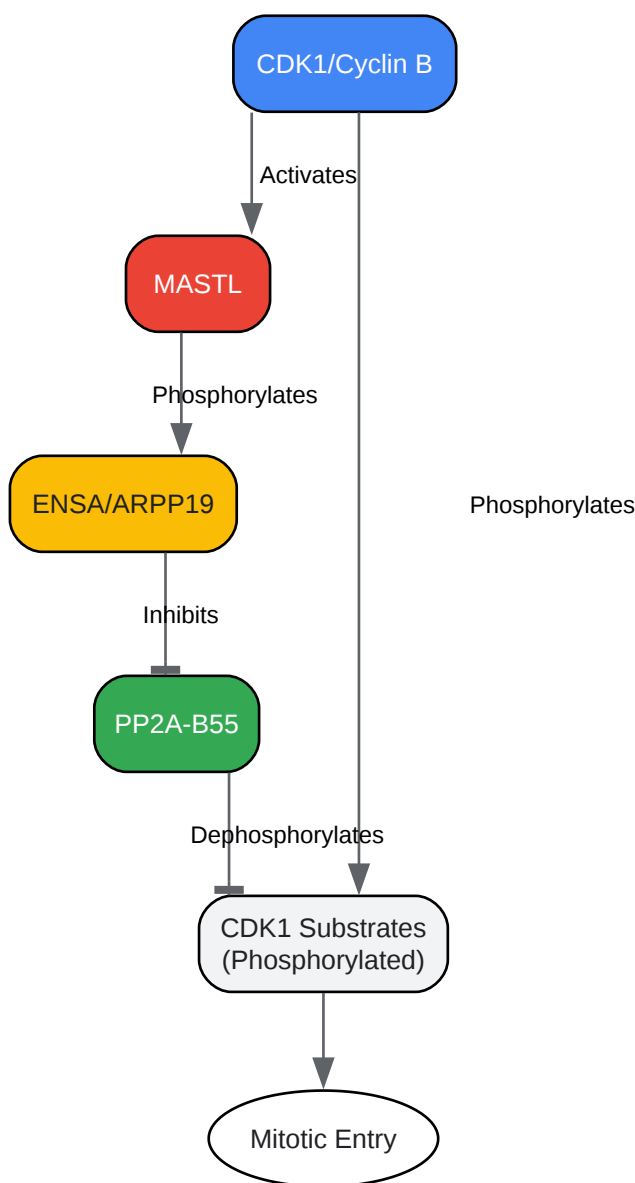 CDK1/Cyclin B
Activates
MASTL
Phosphorylates
ENSA/ARPP19
Phosphorylates
Inhibits
PP2A-B55
Dephosphorylates
CDK1 Substrates
(Phosphorylated)
Mitotic Entry